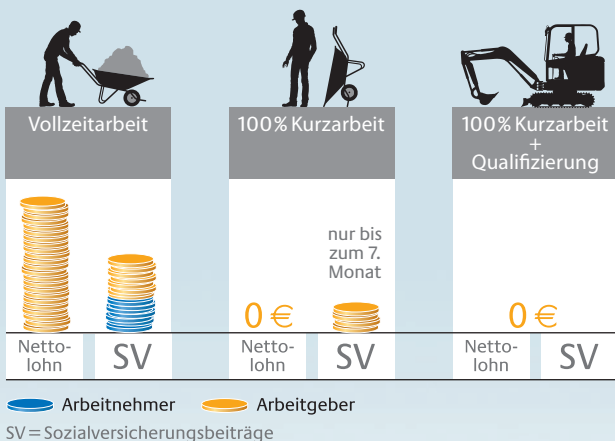 Vollzeitarbeit
100% Kurzarbeit
100% Kurzarbeit
+
Qualifizierung
nur bis
zum 7.
Monat
0 €
0 €
Netto-
lohn
SV
Netto-
lohn
SV
Netto-
lohn
SV
Arbeitnehmer
Arbeitgeber
SV = Sozialversicherungsbeiträge